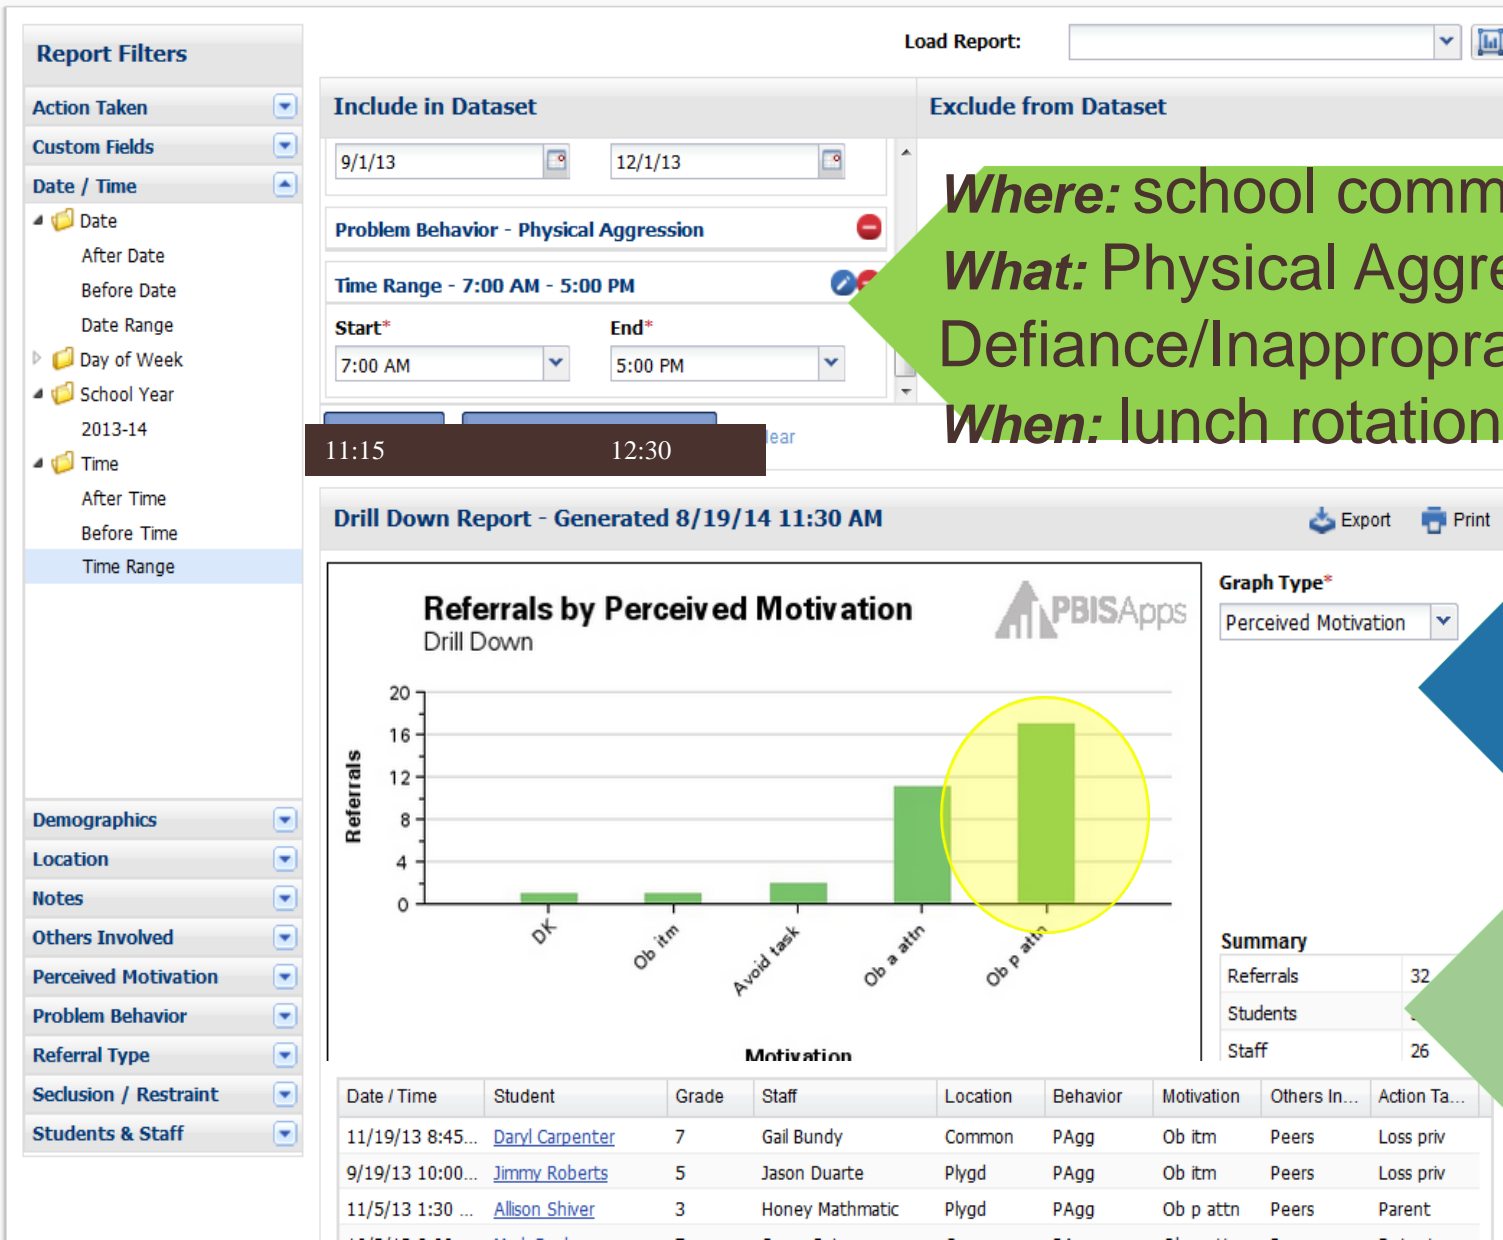 Load Report:
Report Filters
Action Taken
Custom Fields
Date / Time
Date
After Date
Before Date
Date Range
Day of Week
School Year
2013-14
Time
After Time
Before Time
Time Range
Demographics
Location
Notes
Others Involved
Perceived Motivation
Problem Behavior
Referral Type
Seclusion / Restraint
Students & Staff
Include in Dataset
Exclude from Dataset
9/1/13 12/1/13
Problem Behavior - Physical Aggression
Time Range - 7:00 AM - 5:00 PM
Start* End*
7:00 AM 5:00 PM
11:15 12:30
Where: school
What: Physical
When: lunch rotation
Drill Down Report - Generated 8/19/14 11:30 AM
Export Print
Referrals by Perceived Motivation
Drill Down
PBISApps
Graph Type*
Perceived Motivation
Referrals
20
16
12
8
4
0
DK
Ob itm
Avoid task
Ob a attn
Ob p attn
Motivation
Summary
Referrals 32
Students
Staff 26
Date / Time Student Grade Staff Location Behavior Motivation Others In... Action Ta...
11/19/13 8:45... Daryl Carpenter 7 Gail Bundy Common PAgg Ob itm Peers Loss priv
9/19/13 10:00... Jimmy Roberts 5 Jason Duarte Plygd PAgg Ob itm Peers Loss priv
11/5/13 1:30 ... Allison Shiver 3 Honey Mathmatic Plygd PAgg Ob p attn Peers Parent